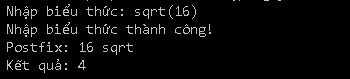 Nhập biểu thức: sqrt(16)
Nhập biểu thức thành công!
Postfix: 16 sqrt
Kết quả: 4